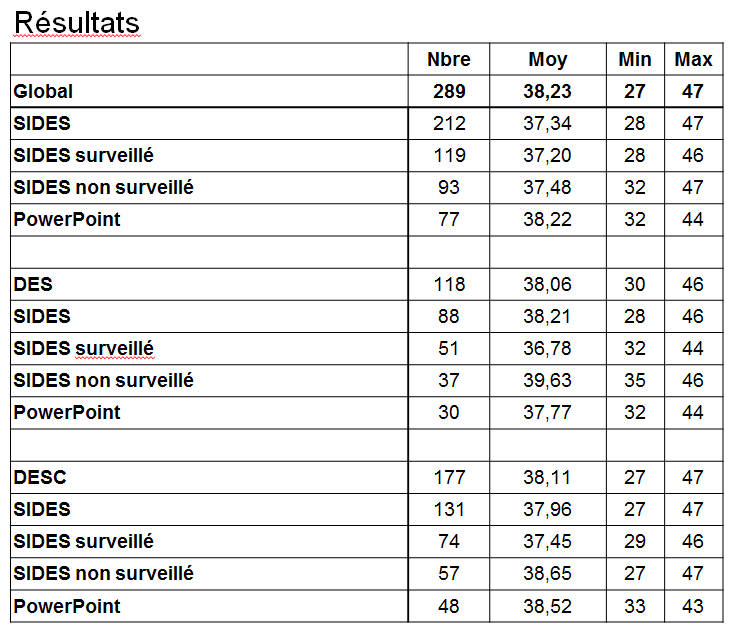 Résultats
Nbre Moy Min Max
Global 289 38,23 27 47
SIDES 212 37,34 28 47
SIDES surveillé 119 37,20 28 46
SIDES non surveillé 93 37,48 32 47
PowerPoint 77 38,22 32 44
DES 118 38,06 30 46
SIDES 88 38,21 28 46
SIDES surveillé 51 36,78 32 44
SIDES non surveillé 37 39,63 35 46
PowerPoint 30 37,77 32 44
DESC 177 38,11 27 47
SIDES 131 37,96 27 47
SIDES surveillé 74 37,45 29 46
SIDES non surveillé 57 38,65 27 47
PowerPoint 48 38,52 33 43